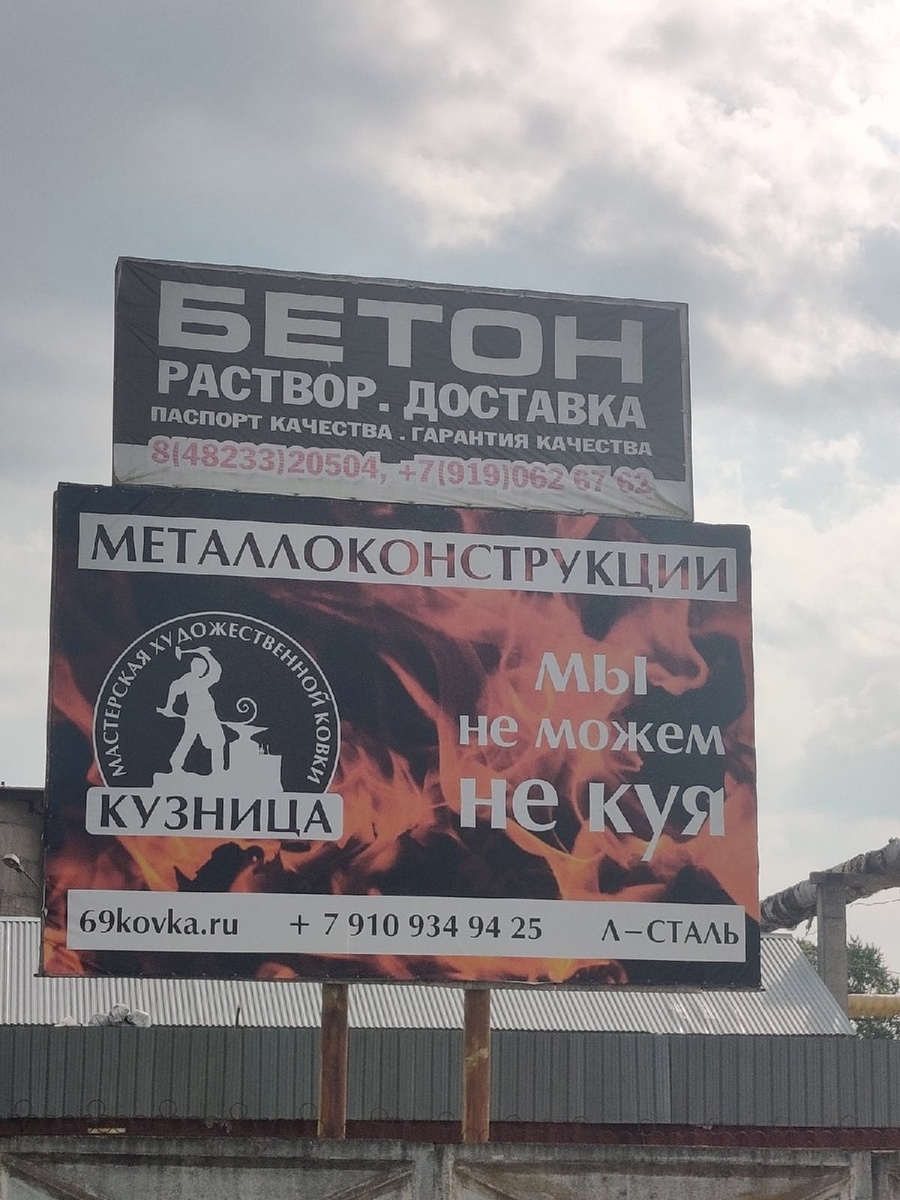 БЕТОН
РАСТВОР. ДОСТАВКА
ПАСПОРТ КАЧЕСТВА. ГАРАНТИЯ КАЧЕСТВА
8(48233)20504, +7(919)062 67 62
МЕТАЛЛОКОНСТРУКЦИИ
МАСТЕРСКАЯ ХУДОЖЕСТВЕННОЙ КОВКИ
КУЗНИЦА
мы
не можем
не куя
69kovka.ru + 7 910 934 94 25 Л–СТАЛЬ